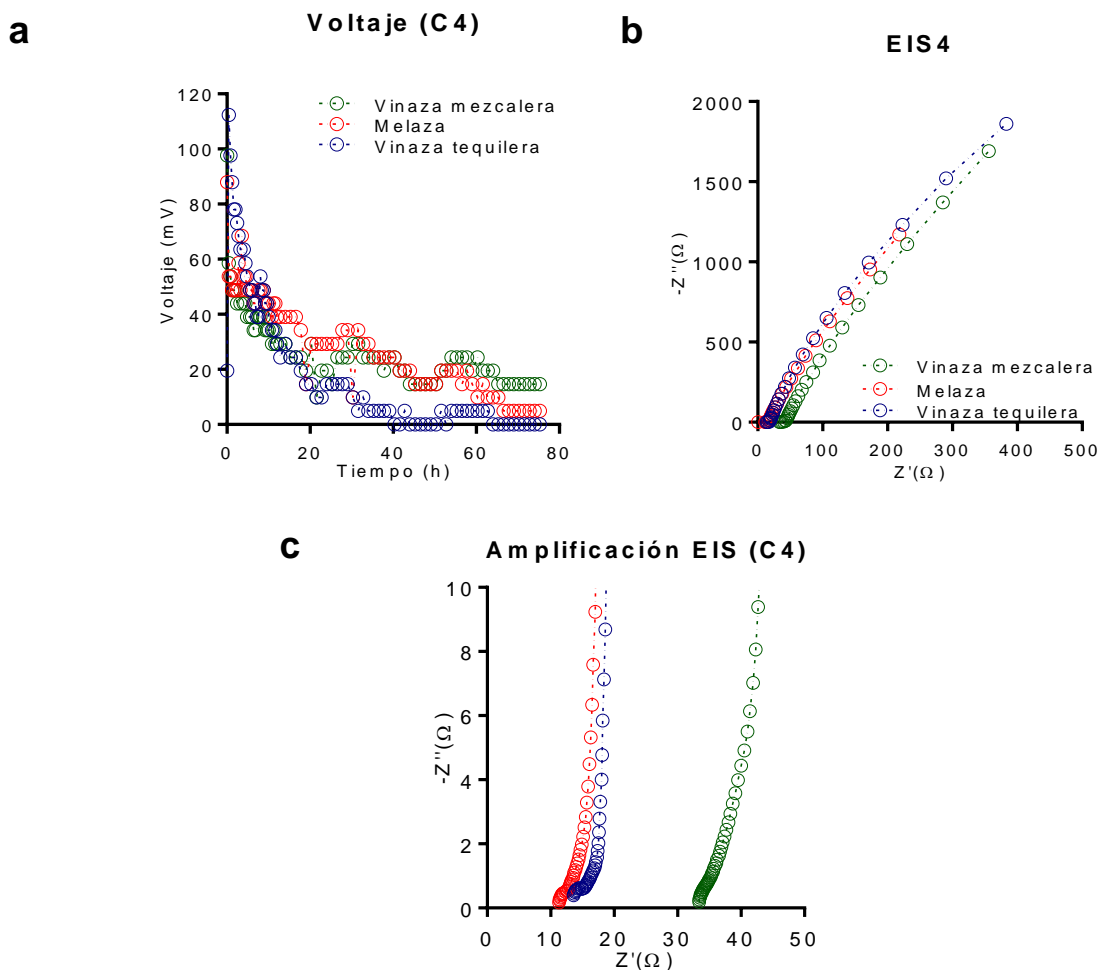 a
Voltaje (C4)
Vinaza mezcalera
Melaza
Vinaza tequilera
120
100
80
60
40
20
0
Voltaje (mV)
0 20 40 60 80
Tiempo (h)
b
EIS4
2000
1500
1000
500
0
-Z''(Ω)
Vinaza mezcalera
Melaza
Vinaza tequilera
0 100 200 300 400 500
Z'(Ω)
c
Amplificación EIS (C4)
10
8
6
4
2
0
-Z''(Ω)
0 10 20 30 40 50
Z'(Ω)